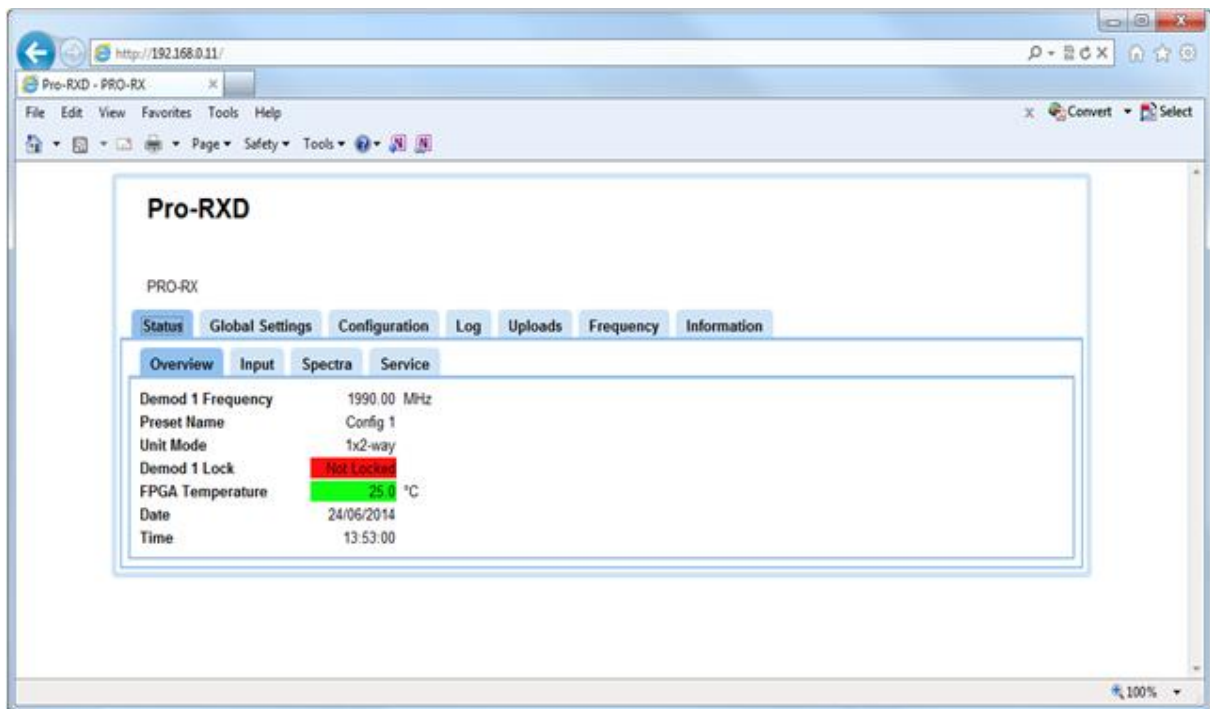 http://192.168.0.11/
Pro-RXD - PRO-RX
File Edit View Favorites Tools Help
Convert Select
Page Safety Tools
Pro-RXD
PRO-RX
Status Global Settings Configuration Log Uploads Frequency Information
Overview Input Spectra Service
Demod 1 Frequency 1990.00 MHz
Preset Name Config 1
Unit Mode 1x2-way
Demod 1 Lock Not Locked
FPGA Temperature 25.0 °C
Date 24/06/2014
Time 13:53:00
100%